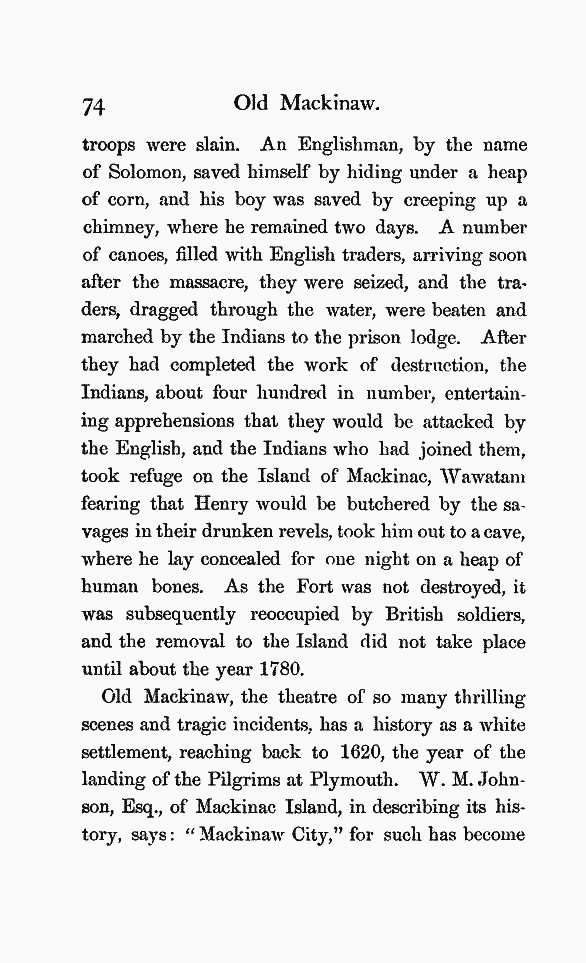 74 Old Mackinaw.
troops were slain. An Englishman, by the name
of Solomon, saved himself by hiding under a heap
of corn, and his boy was saved by creeping up a
chimney, where he remained two days. A number
of canoes, filled with English traders, arriving soon
after the massacre, they were seized, and the tra-
ders, dragged through the water, were beaten and
marched by the Indians to the prison lodge. After
they had completed the work of destruction, the
Indians, about four hundred in number, entertain-
ing apprehensions that they would be attacked by
the English, and the Indians who had joined them,
took refuge on the Island of Mackinac, Wawatam
fearing that Henry would be butchered by the sa-
vages in their drunken revels, took him out to a cave,
where he lay concealed for one night on a heap of
human bones. As the Fort was not destroyed, it
was subsequently reoccupied by British soldiers,
and the removal to the Island did not take place
until about the year 1780.
Old Mackinaw, the theatre of so many thrilling
scenes and tragic incidents, has a history as a white
settlement, reaching back to 1620, the year of the
landing of the Pilgrims at Plymouth. W. M. John-
son, Esq., of Mackinac Island, in describing its his-
tory, says: "Mackinaw City," for such has become